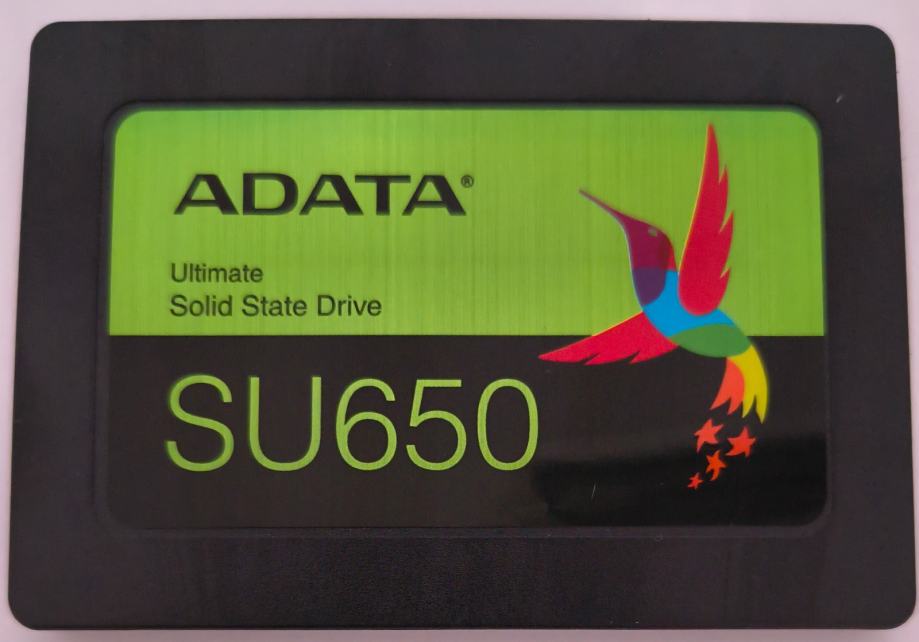 ADATA®
Ultimate
Solid State Drive
SU650